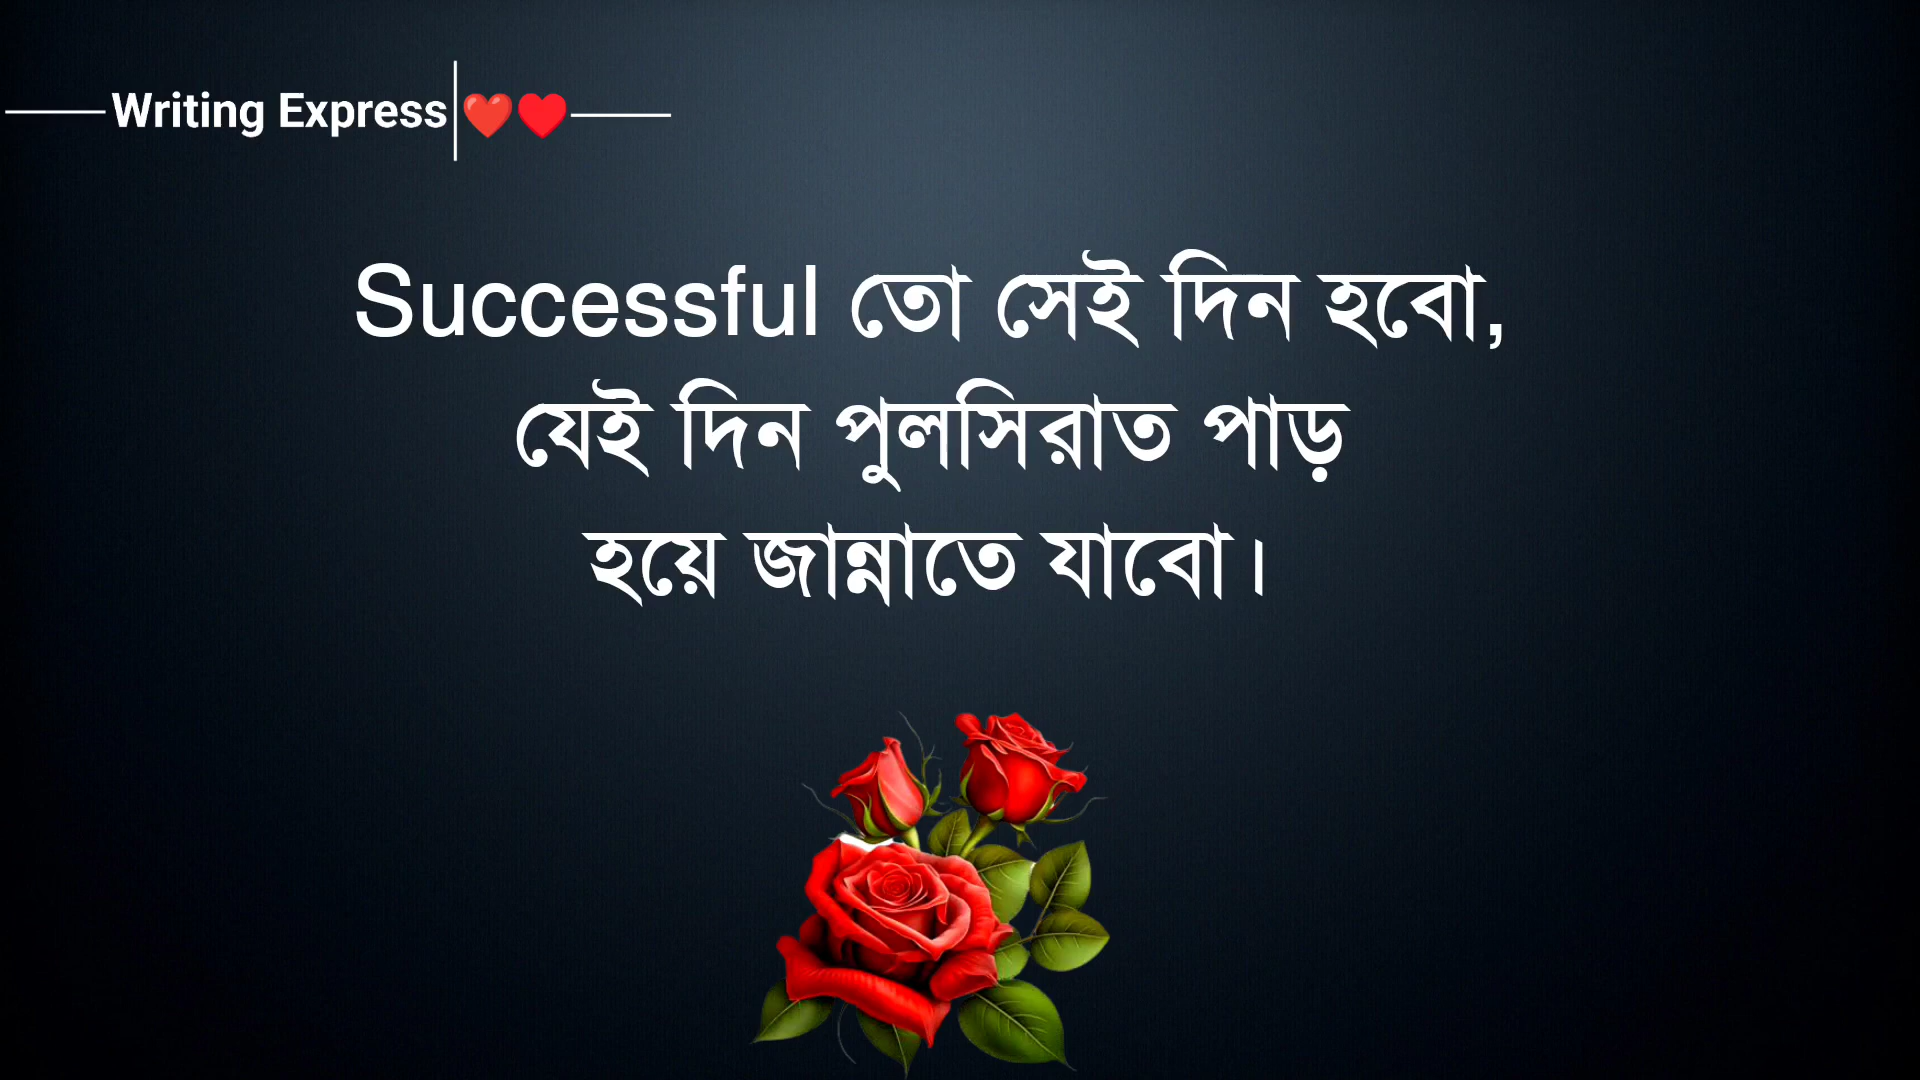 Writing Express ❤️♥️
Successful তো সেই দিন হবো,
যেই দিন পুলসিরাত পাড়
হয়ে জান্নাতে যাবো।